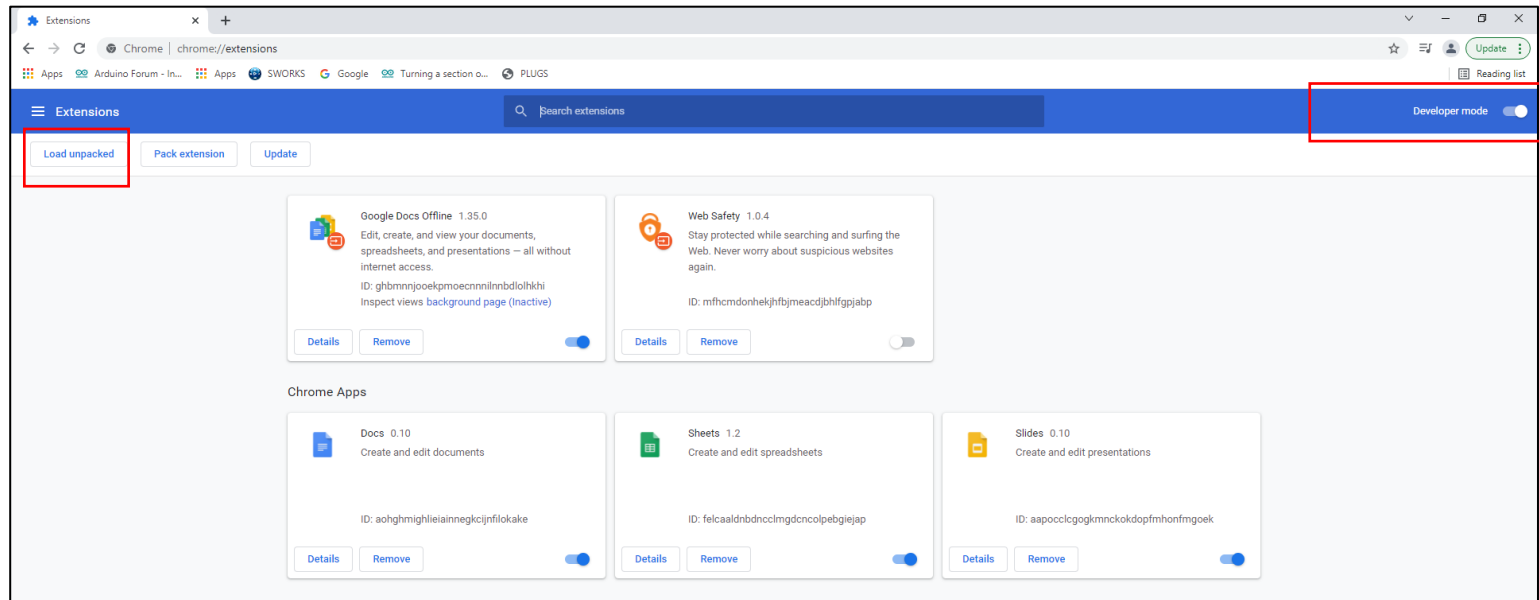 Extensions
Chrome | chrome://extensions
Update
Apps Arduino Forum - In... Apps SWORKS Google Turning a section o... PLUGS Reading list
Extensions Search extensions Developer mode
Load unpacked Pack extension Update
Google Docs Offline 1.35.0
Edit, create, and view your documents,
spreadsheets, and presentations — all without
internet access.
ID: ghbmnnjooekpmoecnnnilnnbdlolhkhi
Inspect views background page (Inactive)
Details Remove
Web Safety 1.0.4
Stay protected while searching and surfing the
Web. Never worry about suspicious websites
again.
ID: mfhcmdonhekjhfbjmeacdjbhlfgpjabp
Details Remove
Chrome Apps
Docs 0.10
Create and edit documents
ID: aohghmighlieiainnegkcijnfilokake
Details Remove
Sheets 1.2
Create and edit spreadsheets
ID: felcaaldnbdncclmgdcncolpebgiejap
Details Remove
Slides 0.10
Create and edit presentations
ID: aapocclcgogkmnckokdopfmhonfmgoek
Details Remove